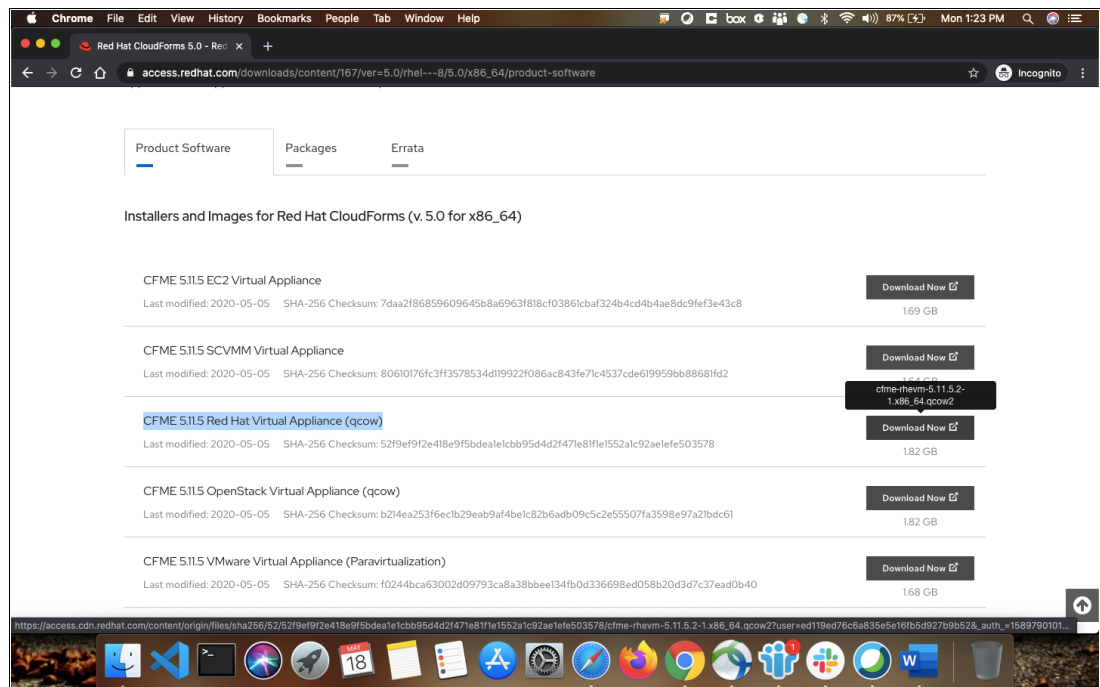 Chrome File Edit View History Bookmarks People Tab Window Help box 87% Mon 1:23 PM
Red Hat CloudForms 5.0 - Red
access.redhat.com/downloads/content/167/ver=5.0/rhel---8/5.0/x86_64/product-software Incognito
Product Software Packages Errata
Installers and Images for Red Hat CloudForms (v. 5.0 for x86_64)
CFME 5.11.5 EC2 Virtual Appliance
Download Now
Last modified: 2020-05-05 SHA-256 Checksum: 7daa2f86859609645b8a6963f818cf03861cbaf324b4cd4b4ae8dc9fef3e43c8
1.69 GB
CFME 5.11.5 SCVMM Virtual Appliance
Download Now
Last modified: 2020-05-05 SHA-256 Checksum: 80610176fc3ff3578534d119922f086ac843fe71c4537cde619959bb88681fd2
1.64 GB
cfme-rhevm-5.11.5.2-
1.x86_64.qcow2
CFME 5.11.5 Red Hat Virtual Appliance (qcow)
Download Now
Last modified: 2020-05-05 SHA-256 Checksum: 52f9ef9f2e418e9f5bdea1e1cbb95d4d2f471e81f1e1552a1c92ae1efe503578
1.82 GB
CFME 5.11.5 OpenStack Virtual Appliance (qcow)
Download Now
Last modified: 2020-05-05 SHA-256 Checksum: b214ea253f6ec1b29eab9af4be1c82b6adb09c5c2e55507fa3598e97a21bdc61
1.82 GB
CFME 5.11.5 VMware Virtual Appliance (Paravirtualization)
Download Now
Last modified: 2020-05-05 SHA-256 Checksum: f0244bca63002d09793ca8a38bbee134fb0d336698ed058b20d3d7c37ead0b40
1.68 GB
https://access.cdn.redhat.com/content/origin/files/sha256/52/52f9ef9f2e418e9f5bdea1e1cbb95d4d2f471e81f1e1552a1c92ae1efe503578/cfme-rhevm-5.11.5.2-1.x86_64.qcow2?user=ed119ed76c6a835e5e16fb5d927b9b52&_auth_=1589790101...
MAY
18
1
W